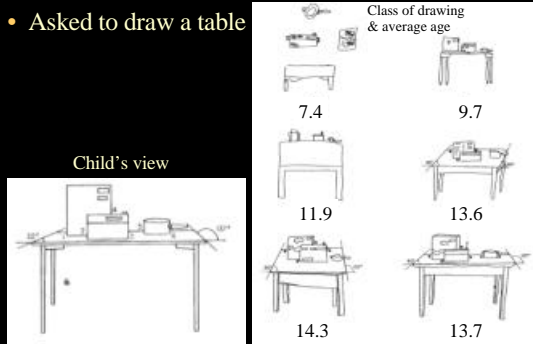 • Asked to draw a table
Class of drawing
& average age
7.4
9.7
Child's view
11.9
13.6
14.3
13.7